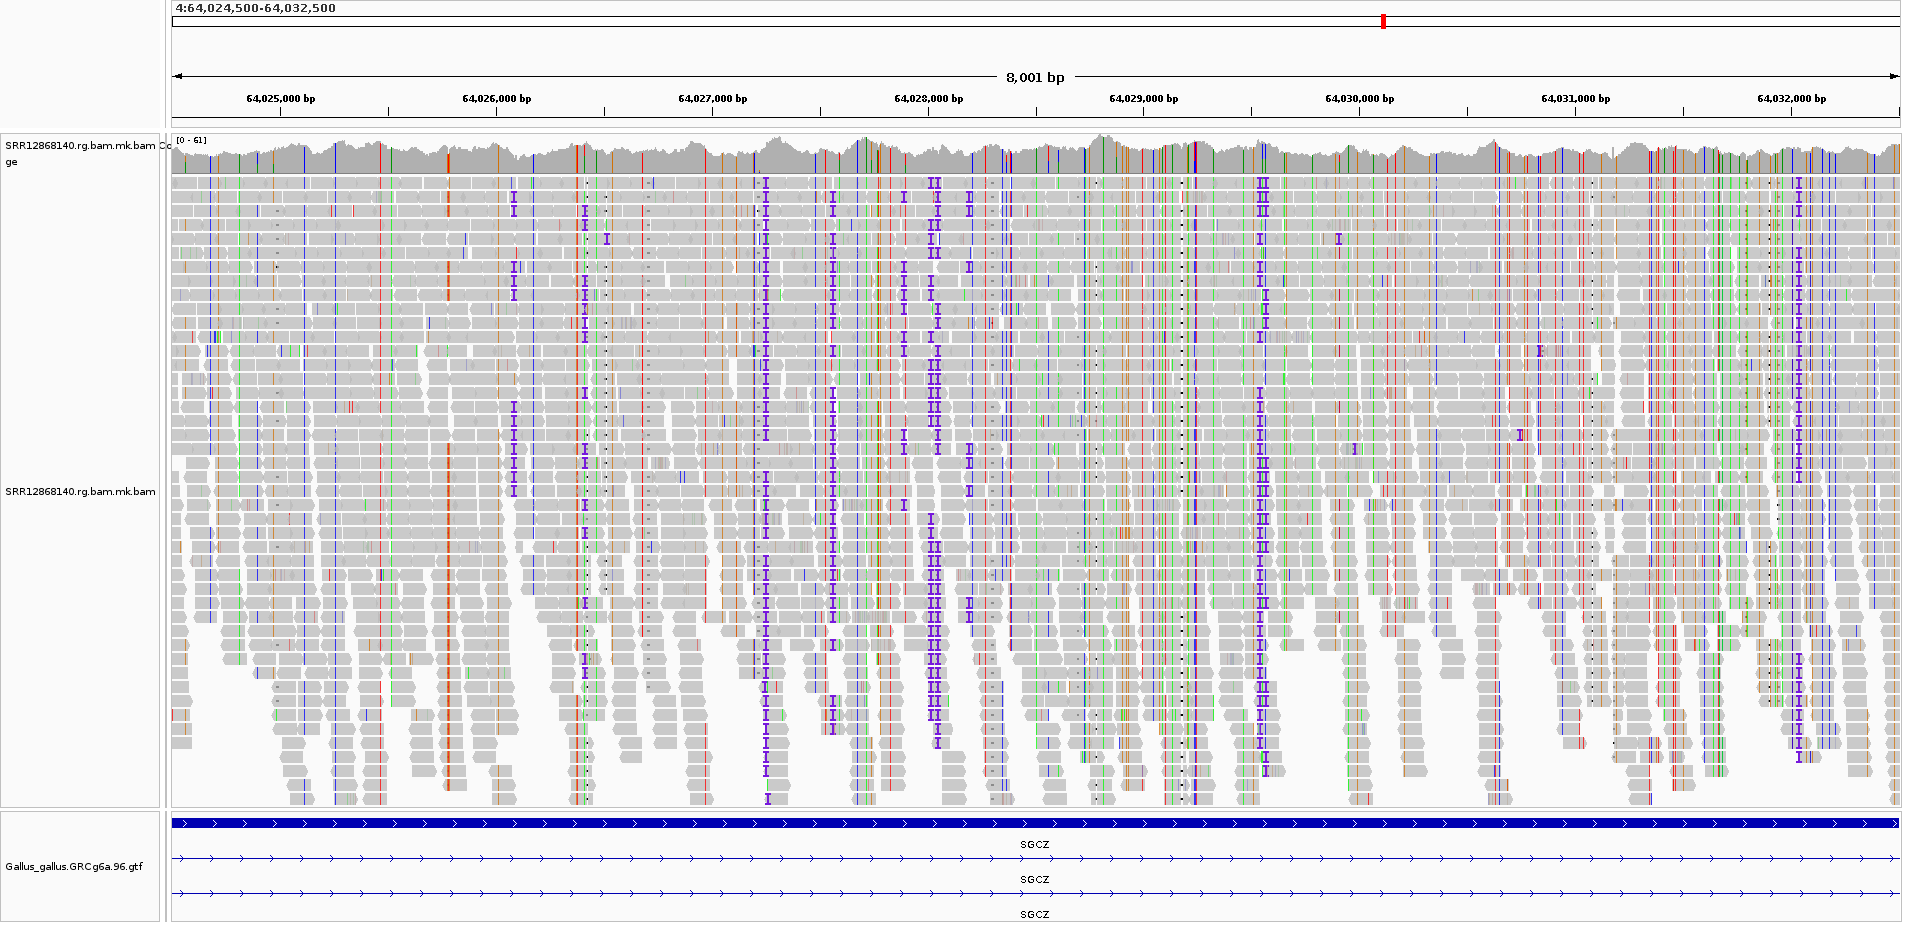 4:64,024,500-64,032,500
8,001 bp
64,025,000 bp 64,026,000 bp 64,027,000 bp 64,028,000 bp 64,029,000 bp 64,030,000 bp 64,031,000 bp 64,032,000 bp
SRR12868140.rg.bam.mk.bam Co
ge
[0 - 61]
SRR12868140.rg.bam.mk.bam
Gallus_gallus.GRCg6a.96.gtf
SGCZ
SGCZ
SGCZ